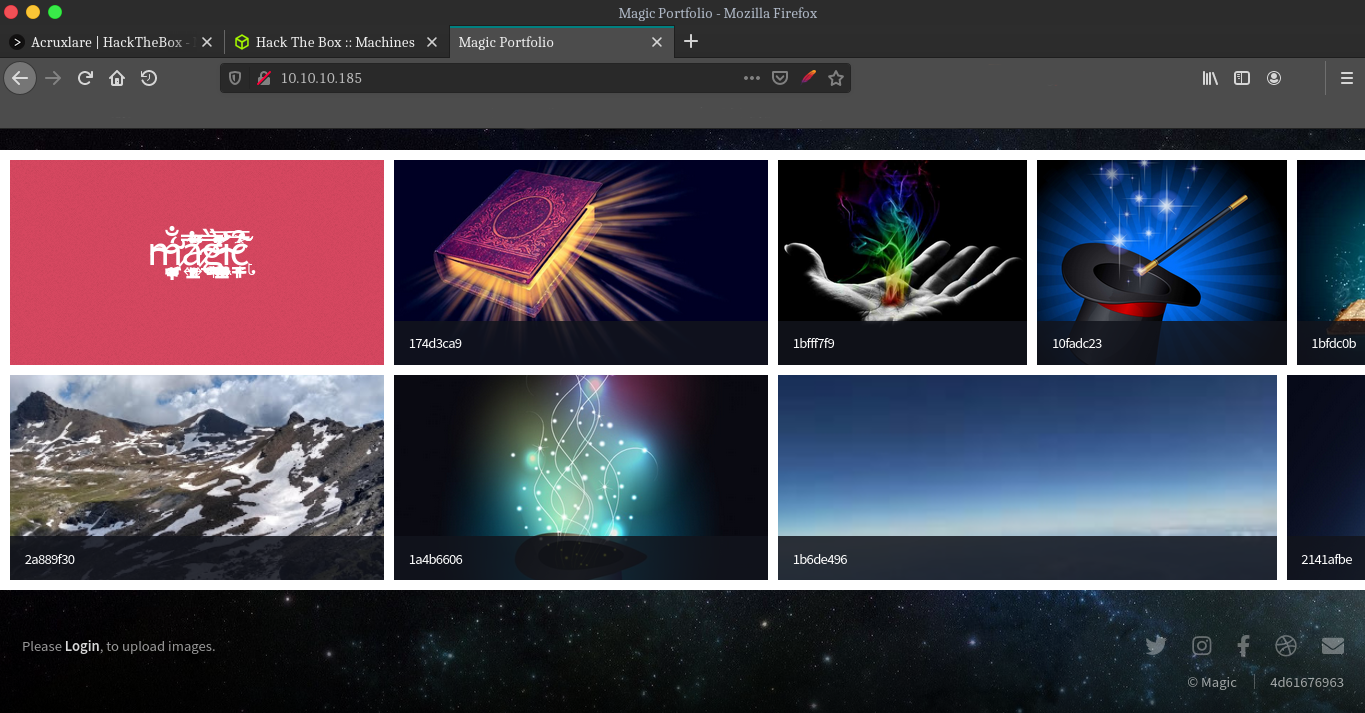 Magic Portfolio - Mozilla Firefox
Acruxlare | HackTheBox -
Hack The Box :: Machines
Magic Portfolio
10.10.10.185
magic
174d3ca9
1bfff7f9
10fadc23
1bfdc0b
2a889f30
1a4b6606
1b6de496
2141afbe
Please Login, to upload images.
© Magic
4d61676963